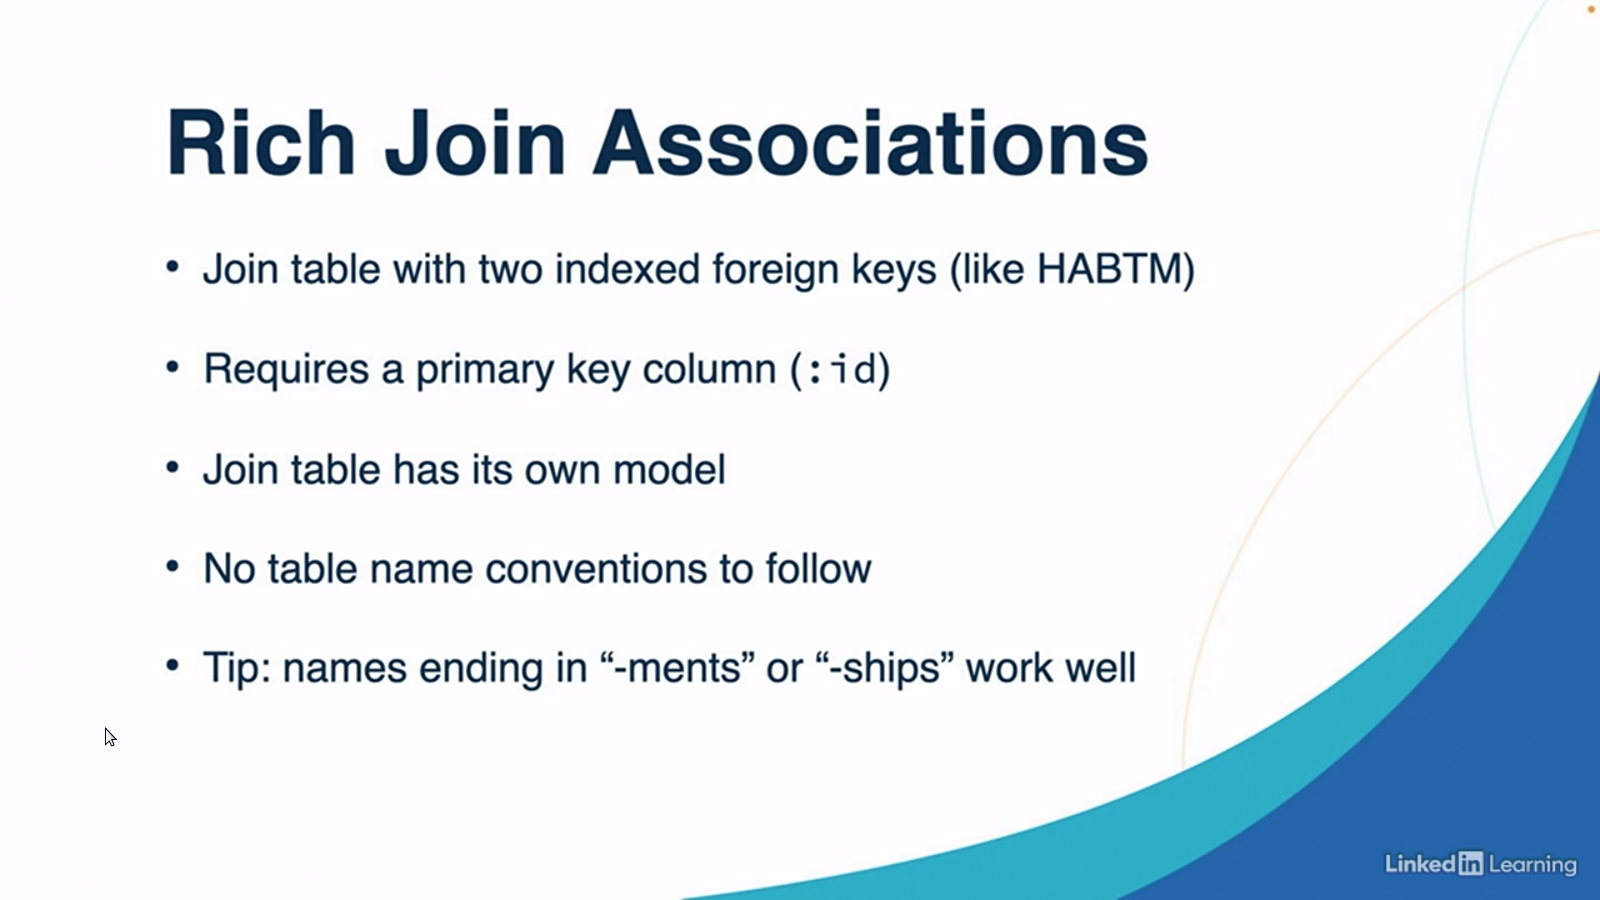 Rich Join Associations
• Join table with two indexed foreign keys (like HABTM)
• Requires a primary key column (:id)
• Join table has its own model
• No table name conventions to follow
• Tip: names ending in “-ments” or “-ships” work well
Linked in Learning